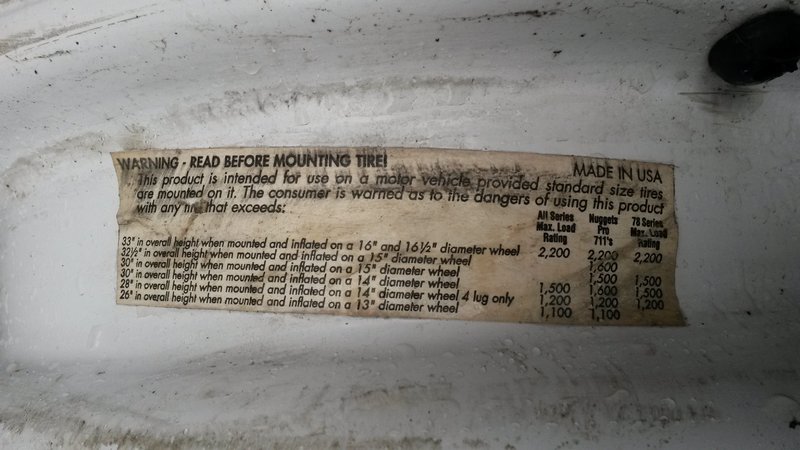 WARNING - READ BEFORE MOUNTING TIRE! MADE IN USA
This product is intended for use on a motor vehicle provided standard size tires
are mounted on it. The consumer is warned as to the dangers of using this product
with any tire that exceeds:
All Series Nuggets 78 Series
Max. Load Pro Max. Load
Rating 711's Rating
33" in overall height when mounted and inflated on a 16" and 16½" diameter wheel 2,200 2,200 2,200
32½" in overall height when mounted and inflated on a 15" diameter wheel 1,600
30" in overall height when mounted and inflated on a 15" diameter wheel 1,500 1,500
30" in overall height when mounted and inflated on a 14" diameter wheel 1,500 1,600 1,500
28" in overall height when mounted and inflated on a 14" diameter wheel 4 lug only 1,200 1,200 1,200
26" in overall height when mounted and inflated on a 13" diameter wheel 1,100 1,100